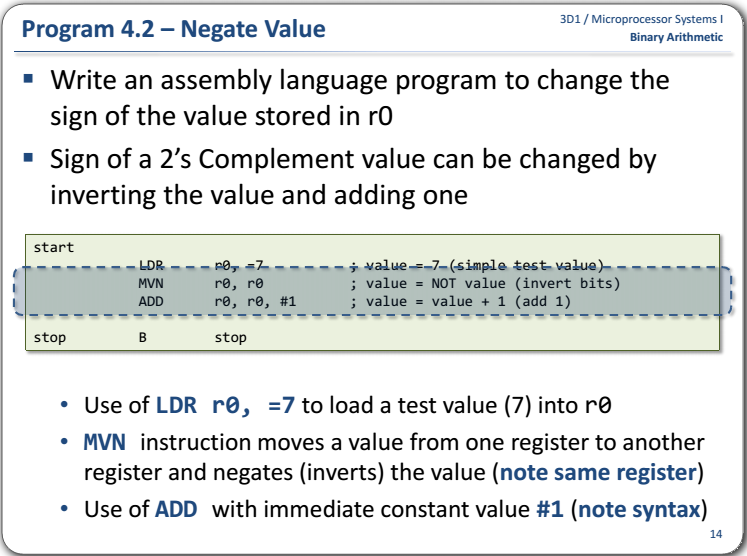 Program 4.2 – Negate Value
3D1 / Microprocessor Systems I
Binary Arithmetic
▪ Write an assembly language program to change the
sign of the value stored in r0
▪ Sign of a 2's Complement value can be changed by
inverting the value and adding one
start
LDR r0, =7 ; value = 7 (simple test value)
MVN r0, r0 ; value = NOT value (invert bits)
ADD r0, r0, #1 ; value = value + 1 (add 1)
stop B stop
• Use of LDR r0, =7 to load a test value (7) into r0
• MVN instruction moves a value from one register to another
register and negates (inverts) the value (note same register)
• Use of ADD with immediate constant value #1 (note syntax)
14